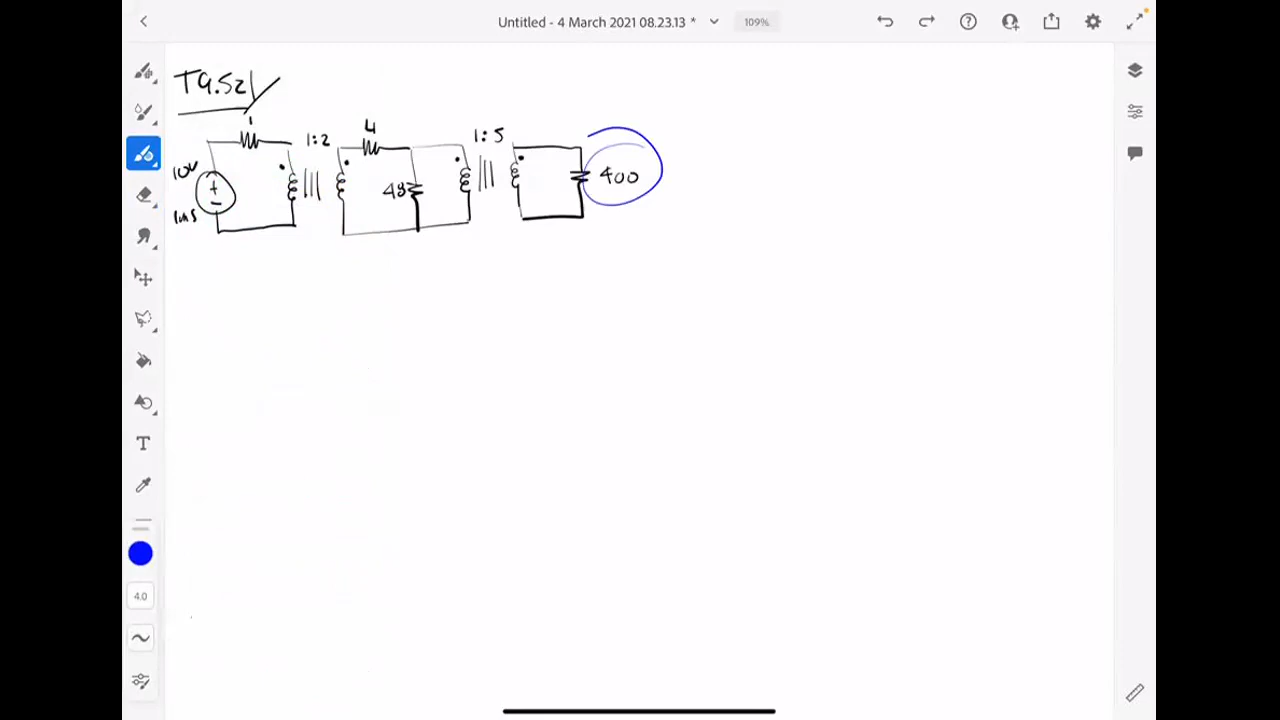 Untitled - 4 March 2021 08.23.13 *
109%
T9.52
1
1:2
4
1:5
10V
+
-
rms
48
400
T
4.0